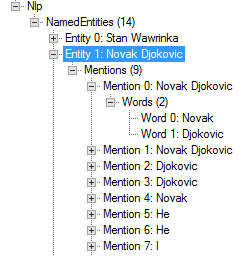 Nlp
NamedEntities (14)
Entity 0: Stan Wawrinka
Entity 1: Novak Djokovic
Mentions (9)
Mention 0: Novak Djokovic
Words (2)
Word 0: Novak
Word 1: Djokovic
Mention 1: Novak Djokovic
Mention 2: Djokovic
Mention 3: Djokovic
Mention 4: Novak
Mention 5: He
Mention 6: He
Mention 7: I